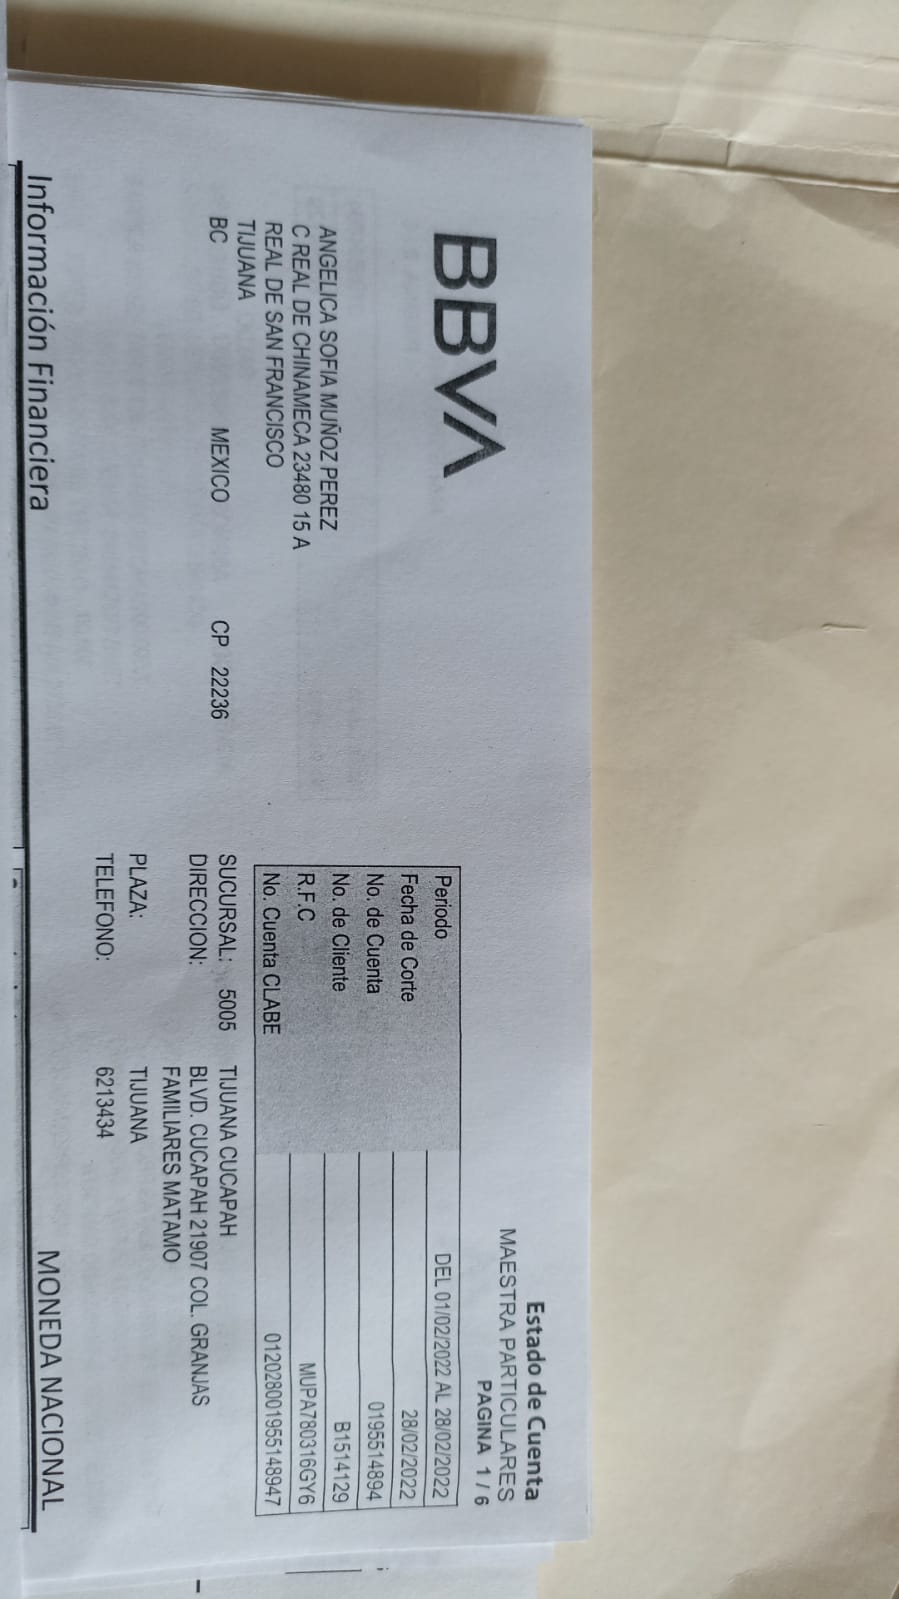 BBVA
Estado de Cuenta
MAESTRA PARTICULARES
PAGINA 1 / 6
ANGELICA SOFIA MUÑOZ PEREZ
C REAL DE CHINAMECA 23480 15 A
REAL DE SAN FRANCISCO
TIJUANA
BC MEXICO CP 22236
Periodo DEL 01/02/2022 AL 28/02/2022
Fecha de Corte 28/02/2022
No. de Cuenta 0195514894
No. de Cliente B1514129
R.F.C MUPA780316GY6
No. Cuenta CLABE 012028001955148947
SUCURSAL: 5005 TIJUANA CUCAPAH
DIRECCION: BLVD. CUCAPAH 21907 COL. GRANJAS
FAMILIARES MATAMO
PLAZA: TIJUANA
TELEFONO: 6213434
Información Financiera
MONEDA NACIONAL